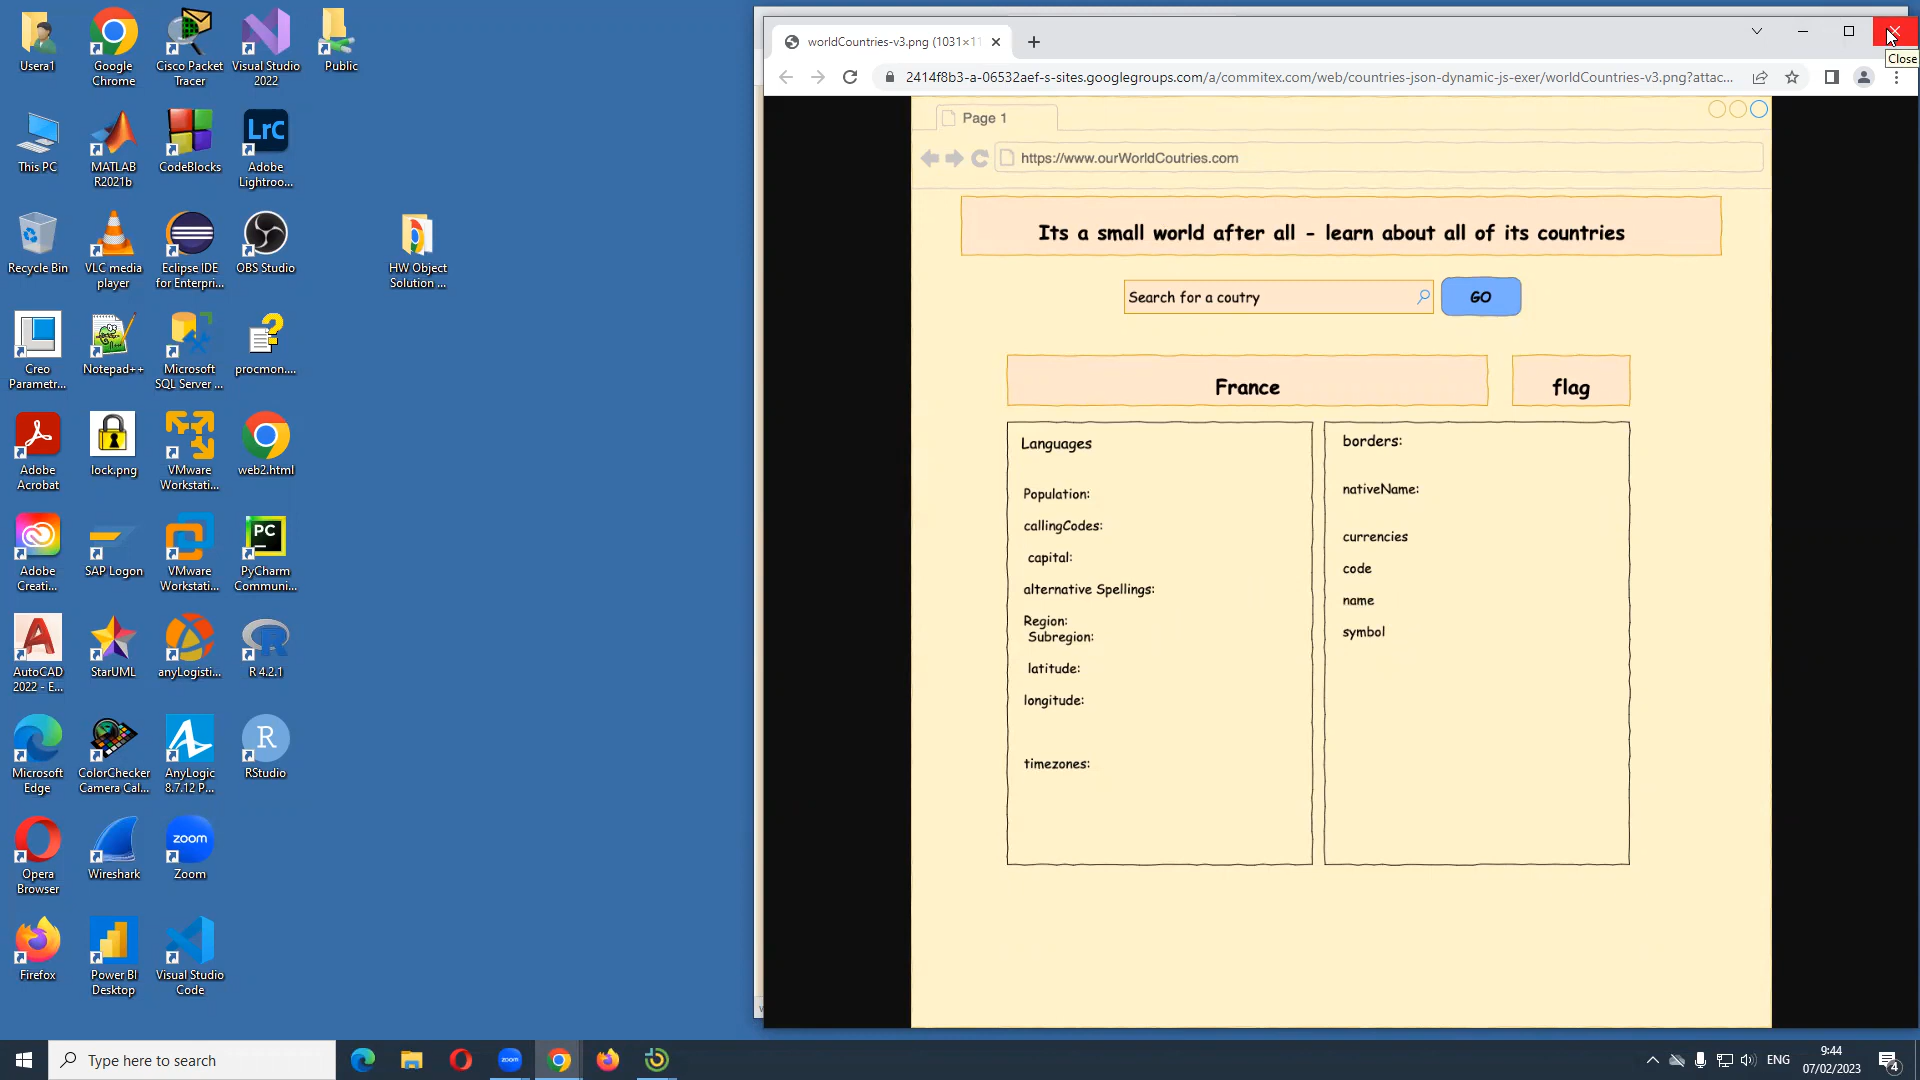 Usera1
Google
Chrome
Cisco Packet
Tracer
Visual Studio
2022
Public
This PC
MATLAB
R2021b
CodeBlocks
LrC
Adobe
Lightroo...
Recycle Bin
VLC media
player
Eclipse IDE
for Enterpri...
OBS Studio
HW Object
Solution ...
Creo
Parametr...
Notepad++
Microsoft
SQL Server ...
procmon....
Adobe
Acrobat
lock.png
VMware
Workstati...
web2.html
Adobe
Creati...
SAP Logon
VMware
Workstati...
PC
PyCharm
Communi...
AutoCAD
2022 - E...
StarUML
anyLogisti...
R 4.2.1
Microsoft
Edge
ColorChecker
Camera Cal...
AnyLogic
8.7.12 P...
R
RStudio
Opera
Browser
Wireshark
zoom
Zoom
Firefox
Power BI
Desktop
Visual Studio
Code
worldCountries-v3.png (1031×11
Close
2414f8b3-a-06532aef-s-sites.googlegroups.com/a/commitex.com/web/countries-json-dynamic-js-exer/worldCountries-v3.png?attac...
Page 1
https://www.ourWorldCoutries.com
Its a small world after all - learn about all of its countries
Search for a coutry
GO
France
flag
Languages
Population:
callingCodes:
capital:
alternative Spellings:
Region:
Subregion:
latitude:
longitude:
timezones:
borders:
nativeName:
currencies
code
name
symbol
Type here to search
zoom
ENG
9:44
07/02/2023
4